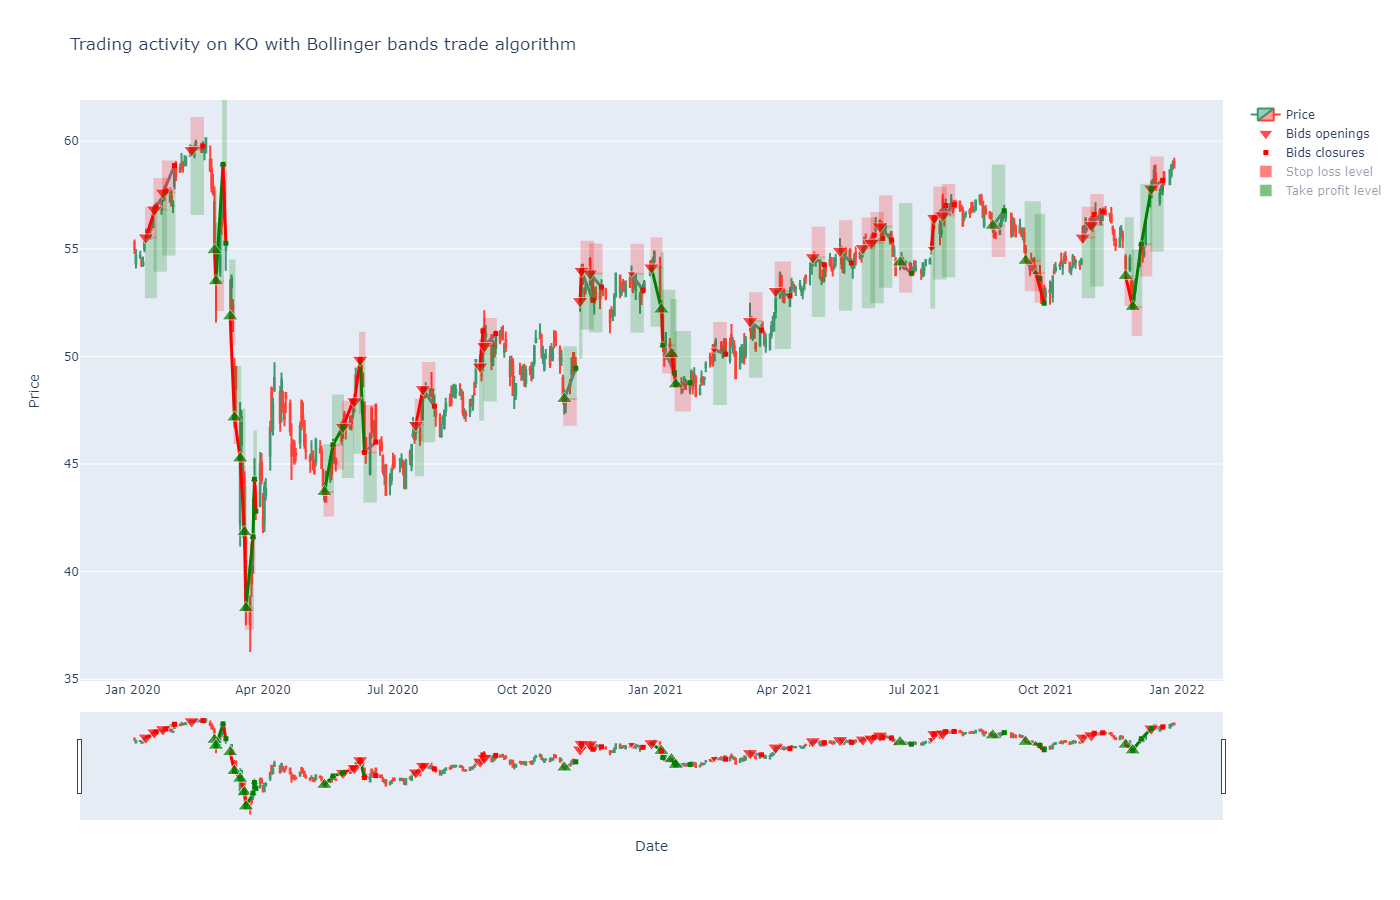 Trading activity on KO with Bollinger bands trade algorithm
Price
Bids openings
Bids closures
Stop loss level
Take profit level
Price
60
55
50
45
40
35
Jan 2020
Apr 2020
Jul 2020
Oct 2020
Jan 2021
Apr 2021
Jul 2021
Oct 2021
Jan 2022
Date